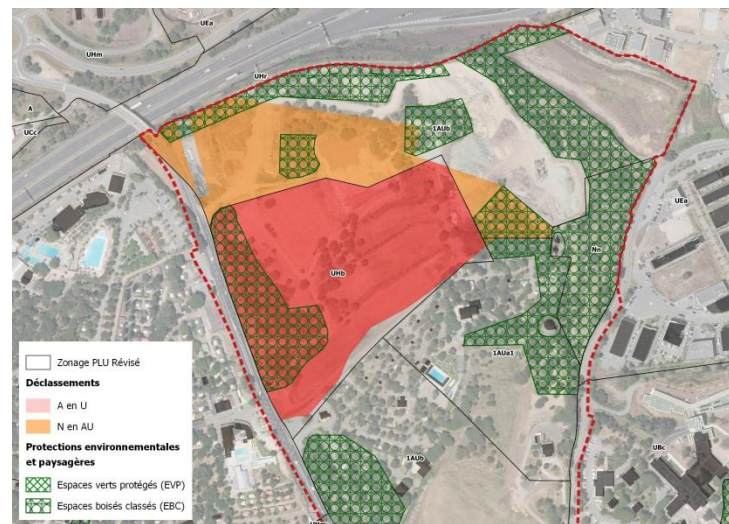 UEa
UHm
UHr
A
UCc
1AUb
UEa
Nn
UHb
1AUa1
1AUb
UBc
Zonage PLU Révisé
Déclassements
A en U
N en AU
Protections environnementales
et paysagères
Espaces verts protégés (EVP)
Espaces boisés classés (EBC)